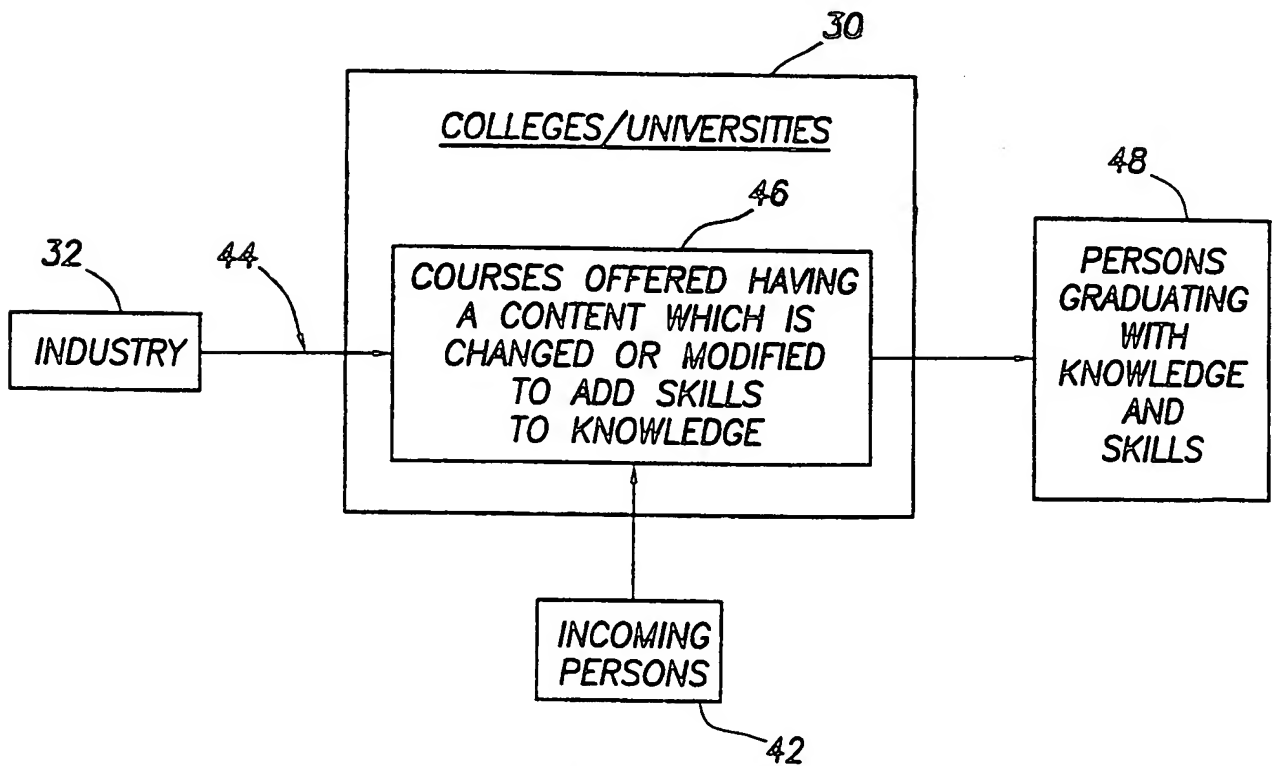 30
COLLEGES/UNIVERSITIES
46
48
32
44
INDUSTRY
COURSES OFFERED HAVING
A CONTENT WHICH IS
CHANGED OR MODIFIED
TO ADD SKILLS
TO KNOWLEDGE
PERSONS
GRADUATING
WITH
KNOWLEDGE
AND
SKILLS
INCOMING
PERSONS
42